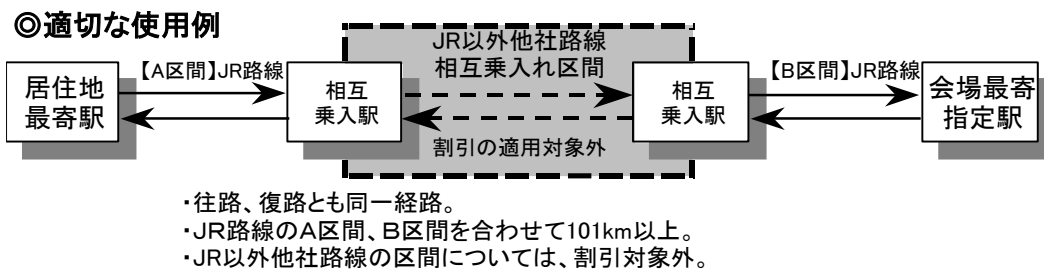 ◎適切な使用例
JR以外他社路線
相互乗入れ区間
居住地
最寄駅
【A区間】JR路線
相互
乗入駅
相互
乗入駅
【B区間】JR路線
会場最寄
指定駅
割引の適用対象外
・往路、復路とも同一経路。
・JR路線のA区間、B区間を合わせて101km以上。
・JR以外他社路線の区間については、割引対象外。